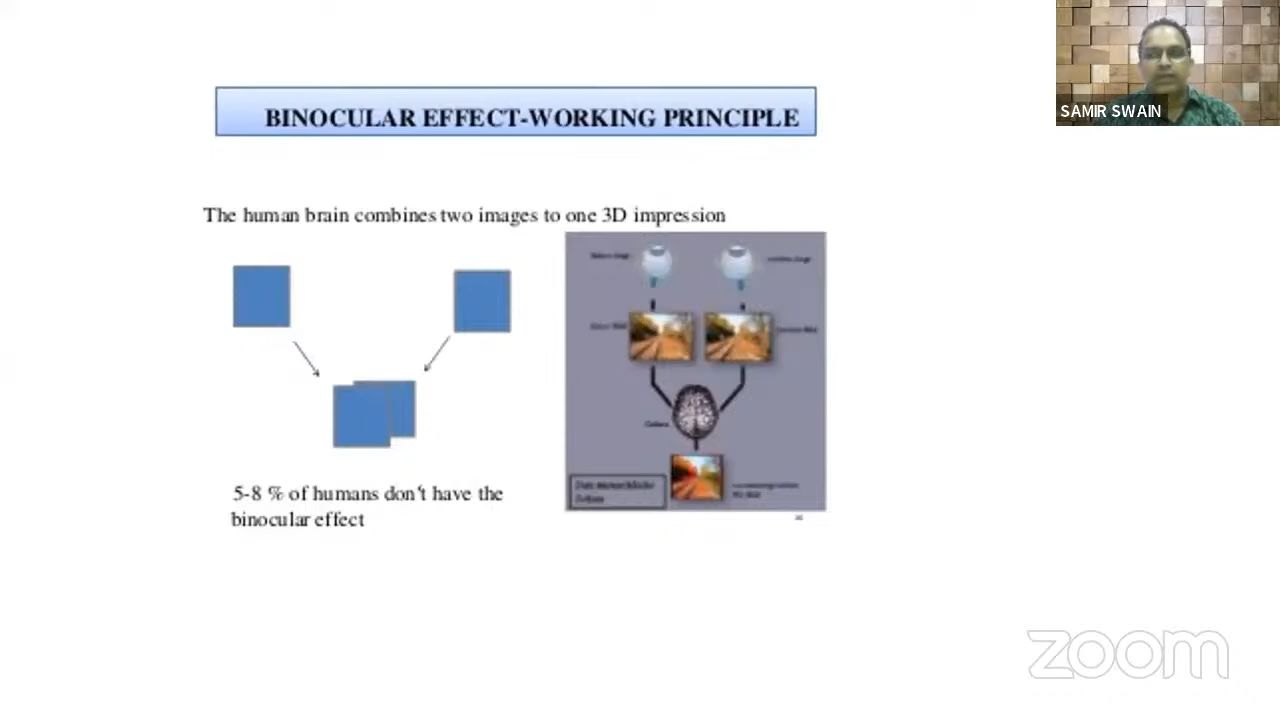 BINOCULAR EFFECT-WORKING PRINCIPLE
SAMIR SWAIN
The human brain combines two images to one 3D impression
5-8 % of humans don't have the
binocular effect
zoom